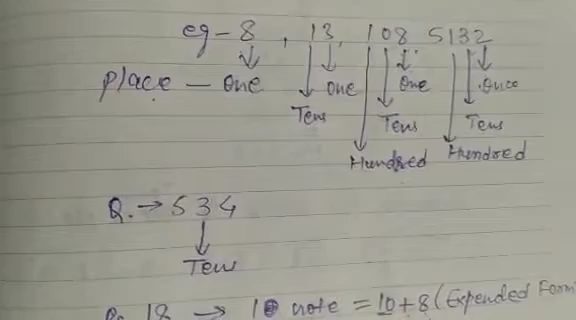 eg - 8 , 13, 108 5132
place - one one one once
Tens Tens Tens
Hundred Hundred
Q. → 534
Tens
Q. 18 → 10 note = 10+8 (Expended Form